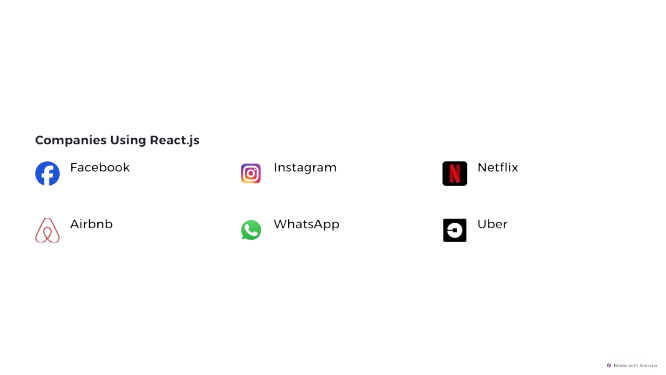 Companies Using React.js
Facebook
Instagram
Netflix
Airbnb
WhatsApp
Uber
Made with Gamma